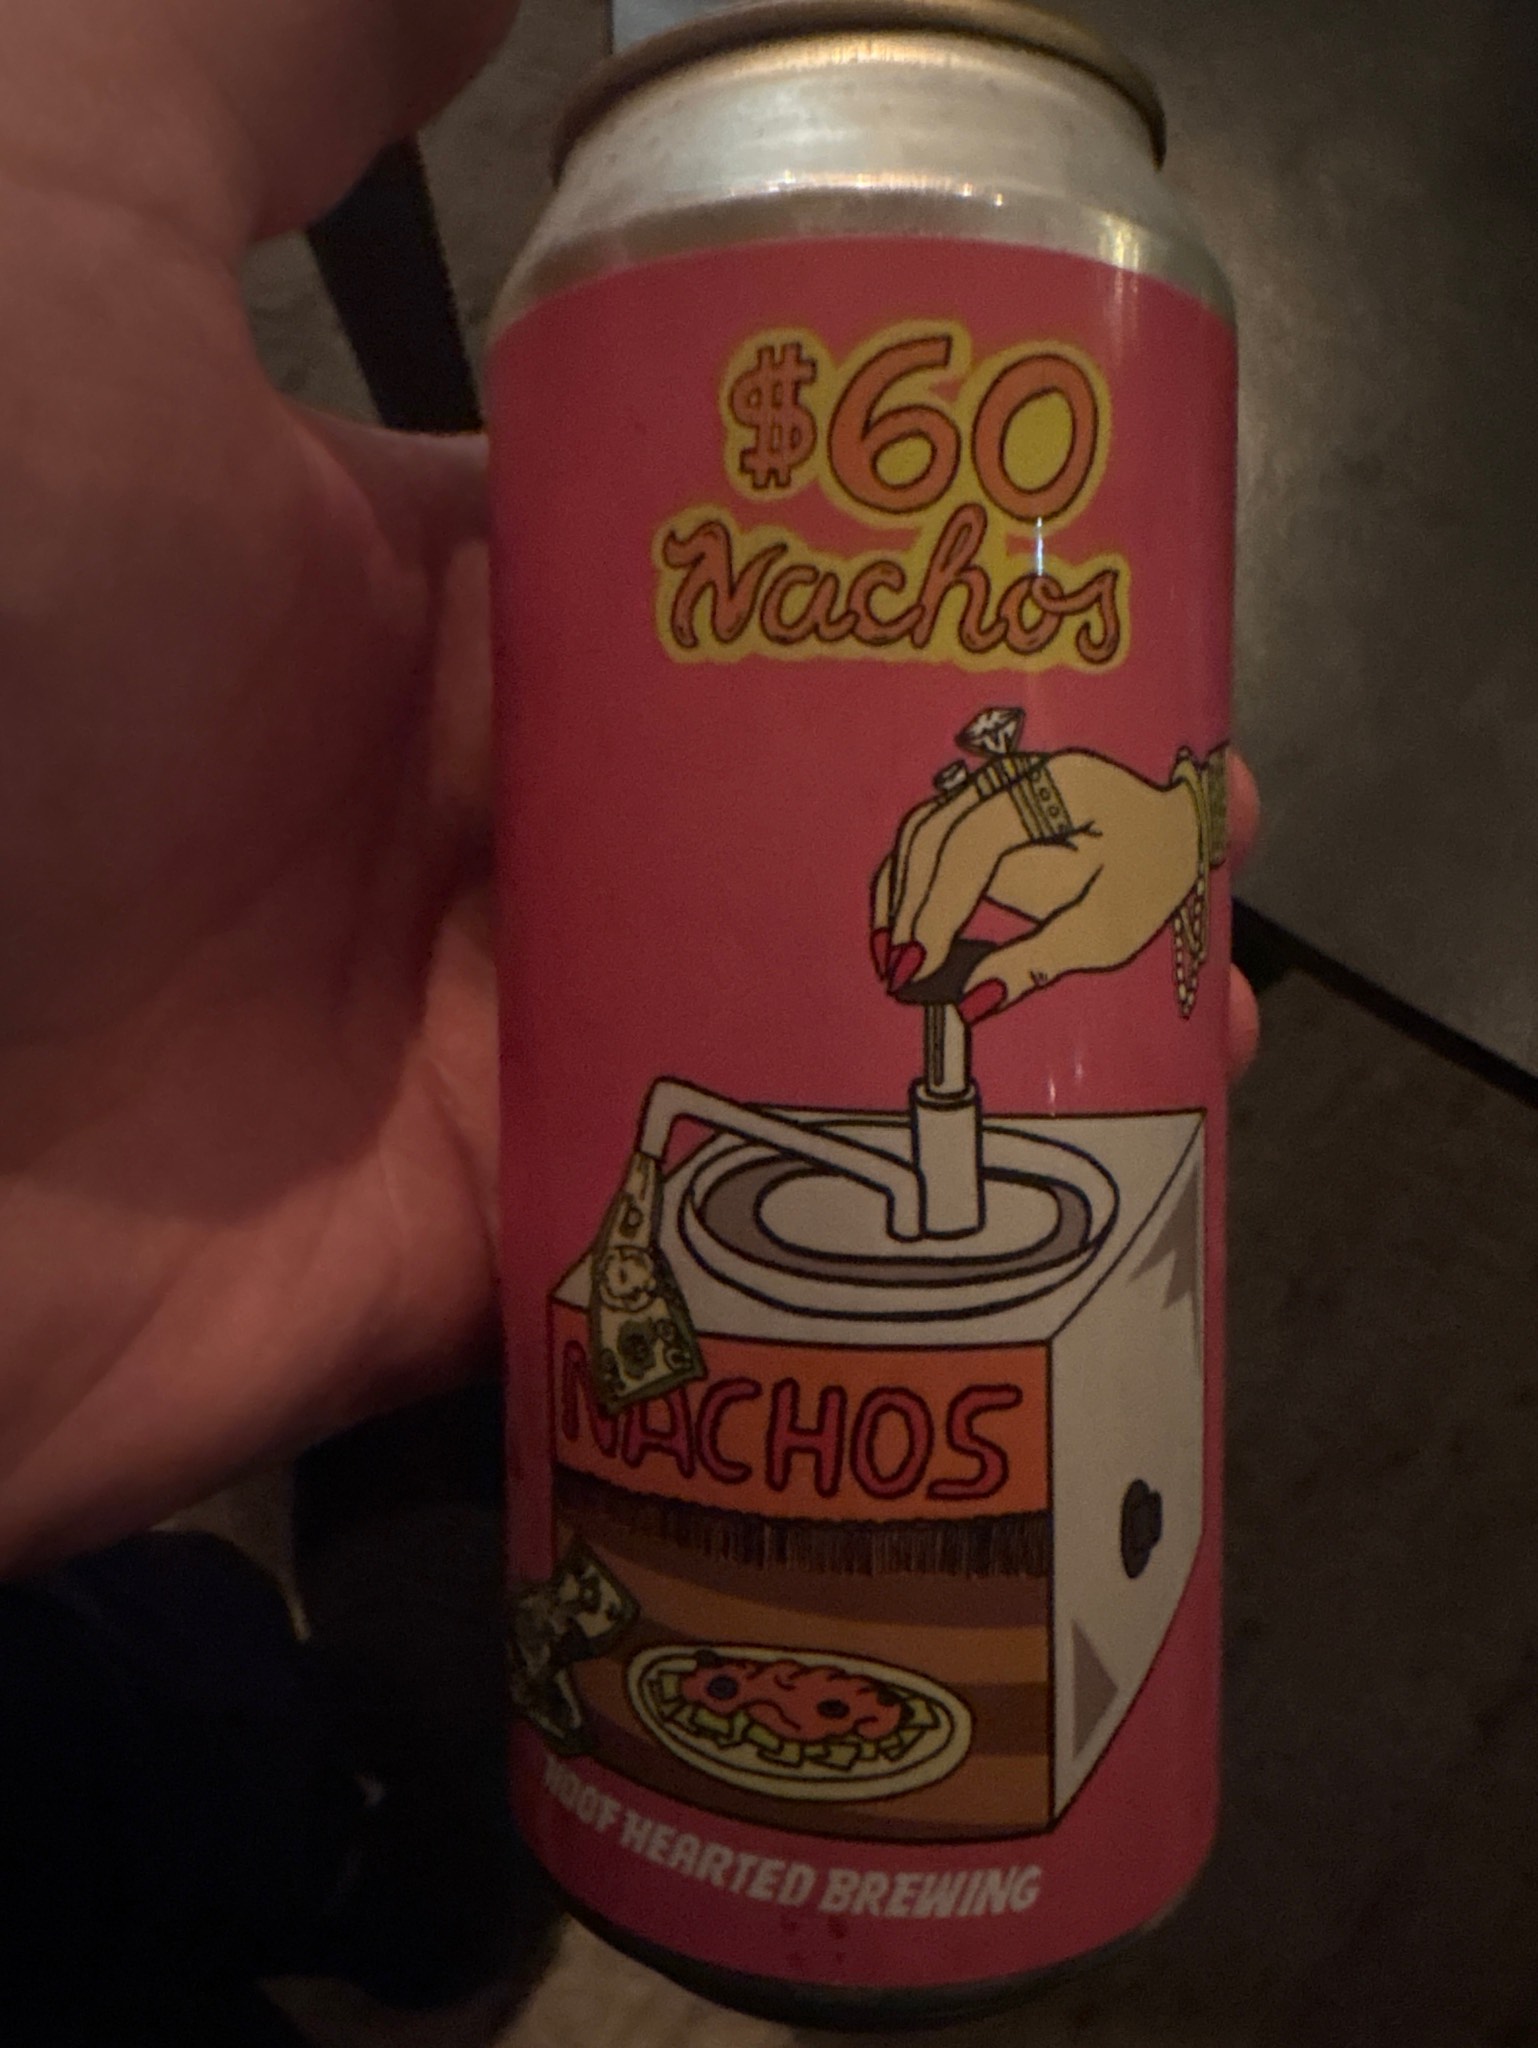 $60
Nachos
NACHOS
HOOF HEARTED BREWING